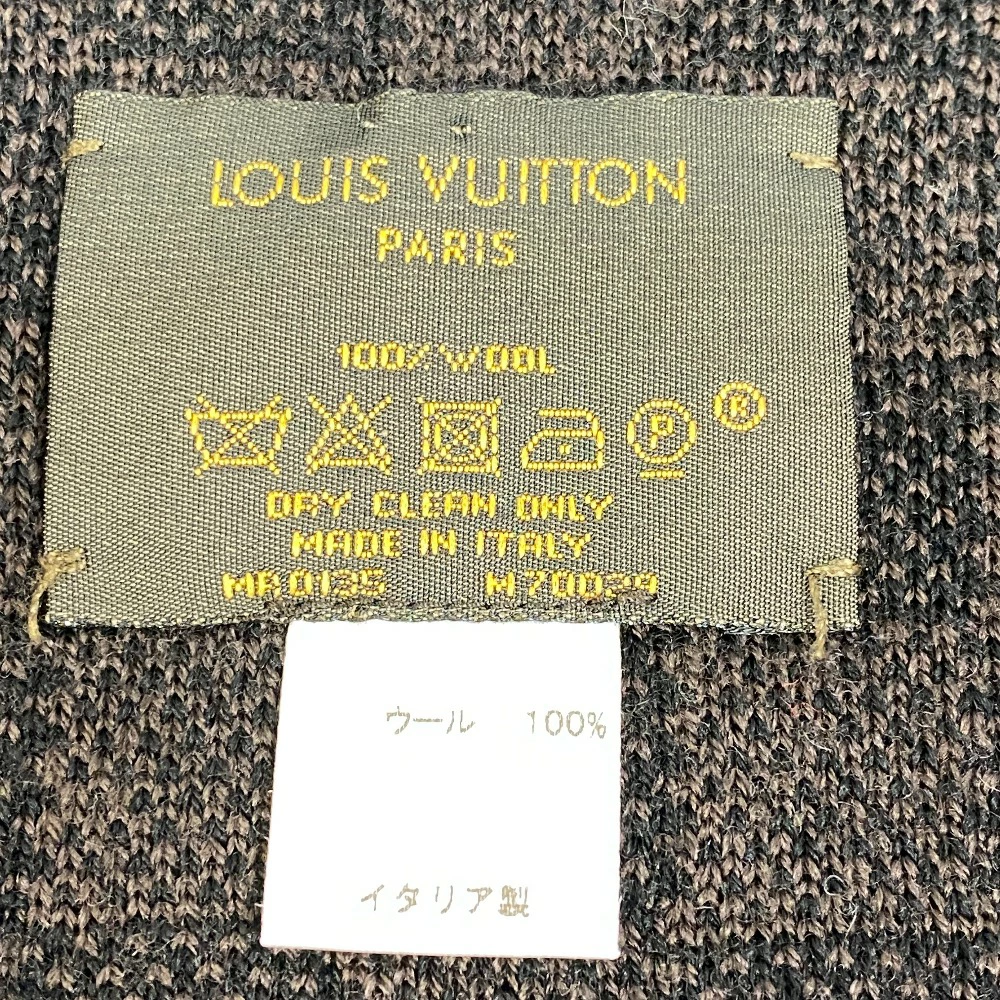 LOUIS VUITTON
PARIS
100% WOOL
P ®
DRY CLEAN ONLY
MADE IN ITALY
MR0135 M70029
ウール 100%
イタリア製